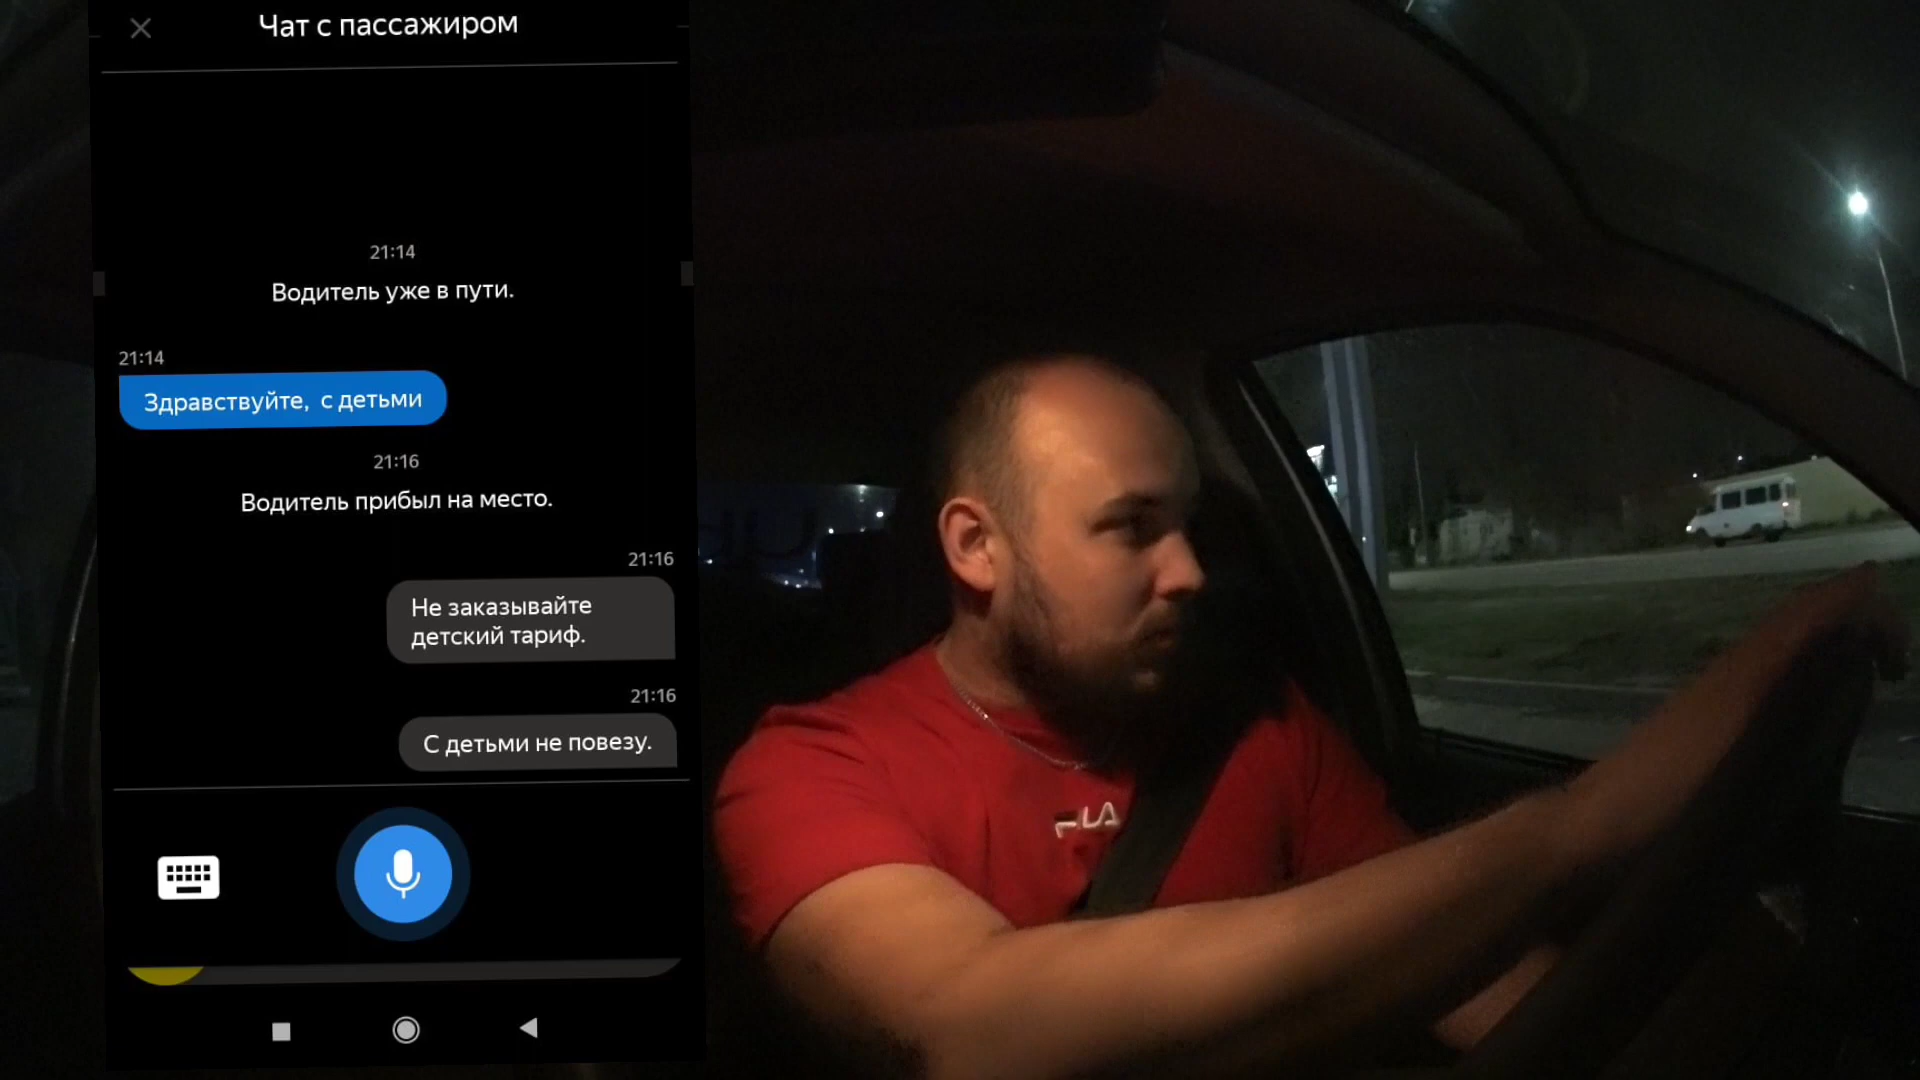 Чат с пассажиром
21:14
Водитель уже в пути.
21:14
Здравствуйте, с детьми
21:16
Водитель прибыл на место.
21:16
Не заказывайте
детский тариф.
21:16
С детьми не повезу.
FILA